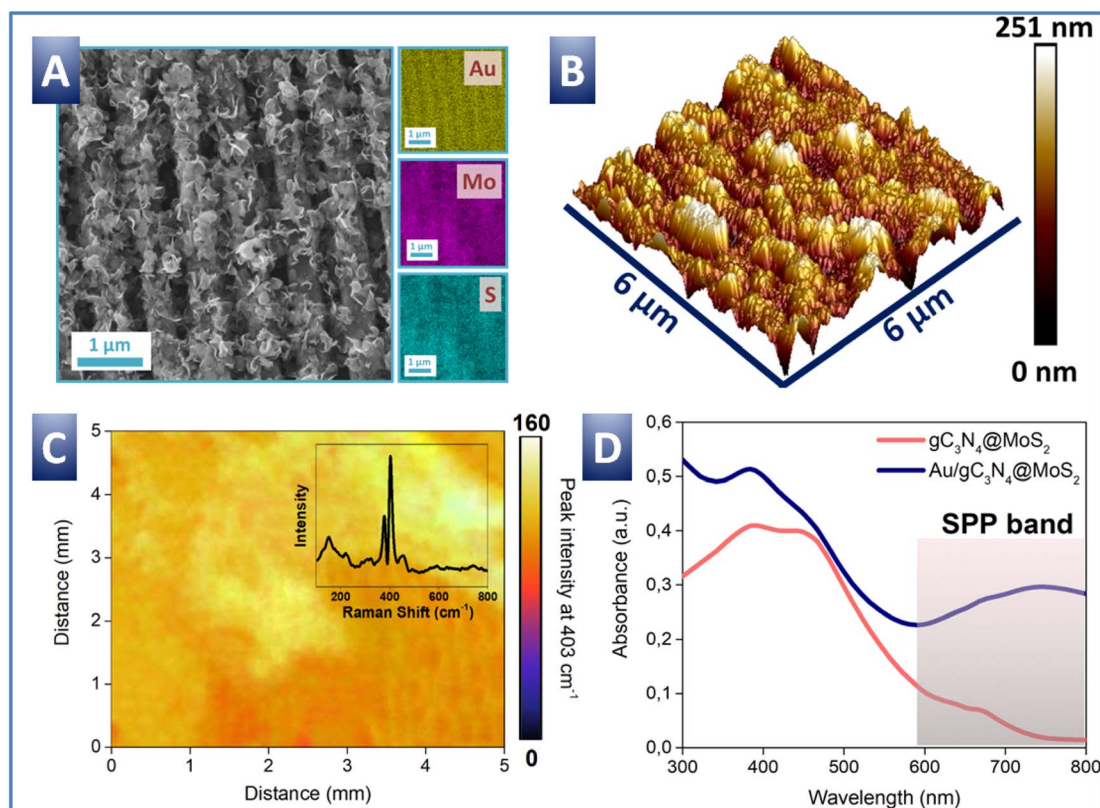 A
Au
1 µm
Mo
1 µm
S
1 µm
1 µm
B
251 nm
0 nm
6 µm
6 µm
C
160
0
Peak intensity at 403 cm⁻¹
Distance (mm)
5
4
3
2
1
0
0 1 2 3 4 5
Distance (mm)
Intensity
200 400 600 800
Raman Shift (cm⁻¹)
D
gC₃N₄@MoS₂
Au/gC₃N₄@MoS₂
SPP band
Absorbance (a.u.)
0,6
0,5
0,4
0,3
0,2
0,1
0,0
300 400 500 600 700 800
Wavelength (nm)